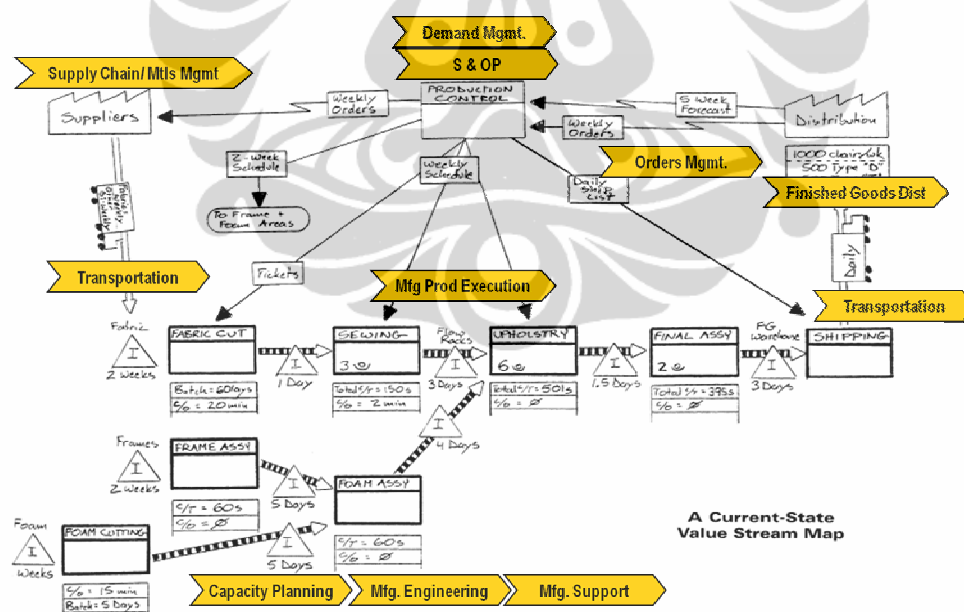 Demand Mgmt.
Supply Chain/ Mtls Mgmt
S & OP
PRODUCTION
CONTROL
Weekly
Orders
5 Week
Forecast
Weekly
Orders
Suppliers
Distribution
2-Week
Schedule
Weekly
Schedule
Orders Mgmt.
1000 chairs/wk
500 Type "B"
Daily
Ship
List
Finished Goods Dist
To Frame +
Foam Areas
Daily
Transportation
Tickets
Mfg Prod Execution
Transportation
Fabric
I
2 Weeks
FABRIC CUT
Batch = 60 days
C/O = 20 min
I
1 Day
SEWING
3
Total C/T = 150s
C/O = 2 min
Flow
Racks
I
3 Days
UPHOLSTRY
6
Total C/T = 501s
C/O = Ø
I
1.5 Days
FINAL ASSY
2
Total C/T = 375s
C/O = Ø
FG
Warehouse
I
3 Days
SHIPPING
I
4 Days
Frames
I
2 Weeks
FRAME ASSY
C/T = 60s
C/O = Ø
I
5 Days
FOAM ASSY
C/T = 60s
C/O = Ø
Foam
I
Weeks
FOAM CUTTING
C/O = 15 min
Batch = 5 Days
I
5 Days
A Current-State
Value Stream Map
Capacity Planning
Mfg. Engineering
Mfg. Support